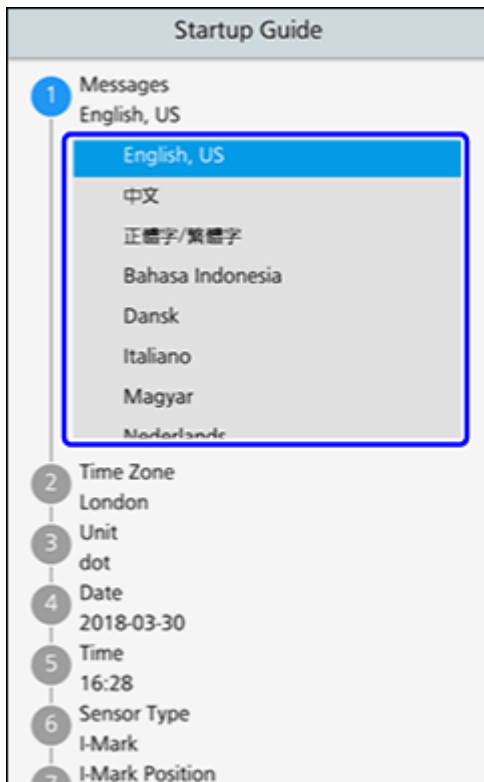 Startup Guide
1
Messages
English, US
English, US
中文
正體字/繁體字
Bahasa Indonesia
Dansk
Italiano
Magyar
Nederlands
2
Time Zone
London
3
Unit
dot
4
Date
2018-03-30
5
Time
16:28
6
Sensor Type
I-Mark
7
I-Mark Position